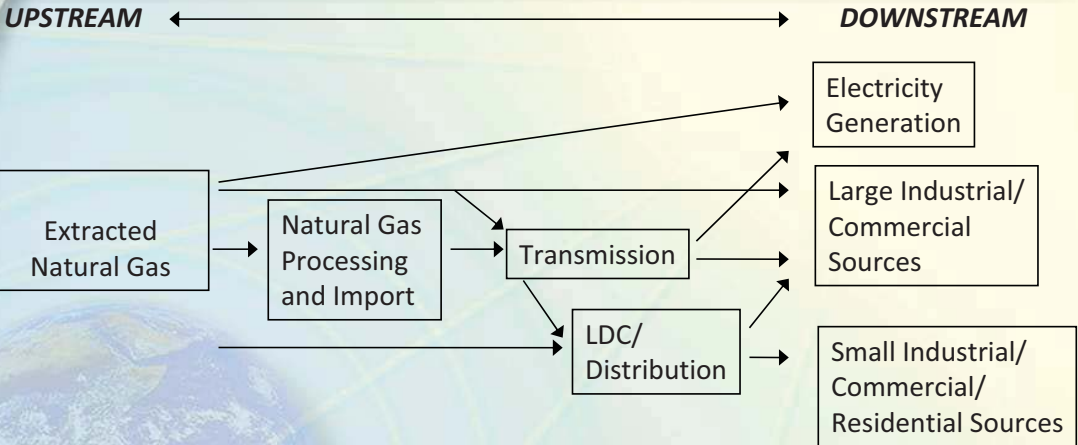 UPSTREAM
DOWNSTREAM
Electricity
Generation
Extracted
Natural Gas
Natural Gas
Processing
and Import
Transmission
Large Industrial/
Commercial
Sources
LDC/
Distribution
Small Industrial/
Commercial/
Residential Sources